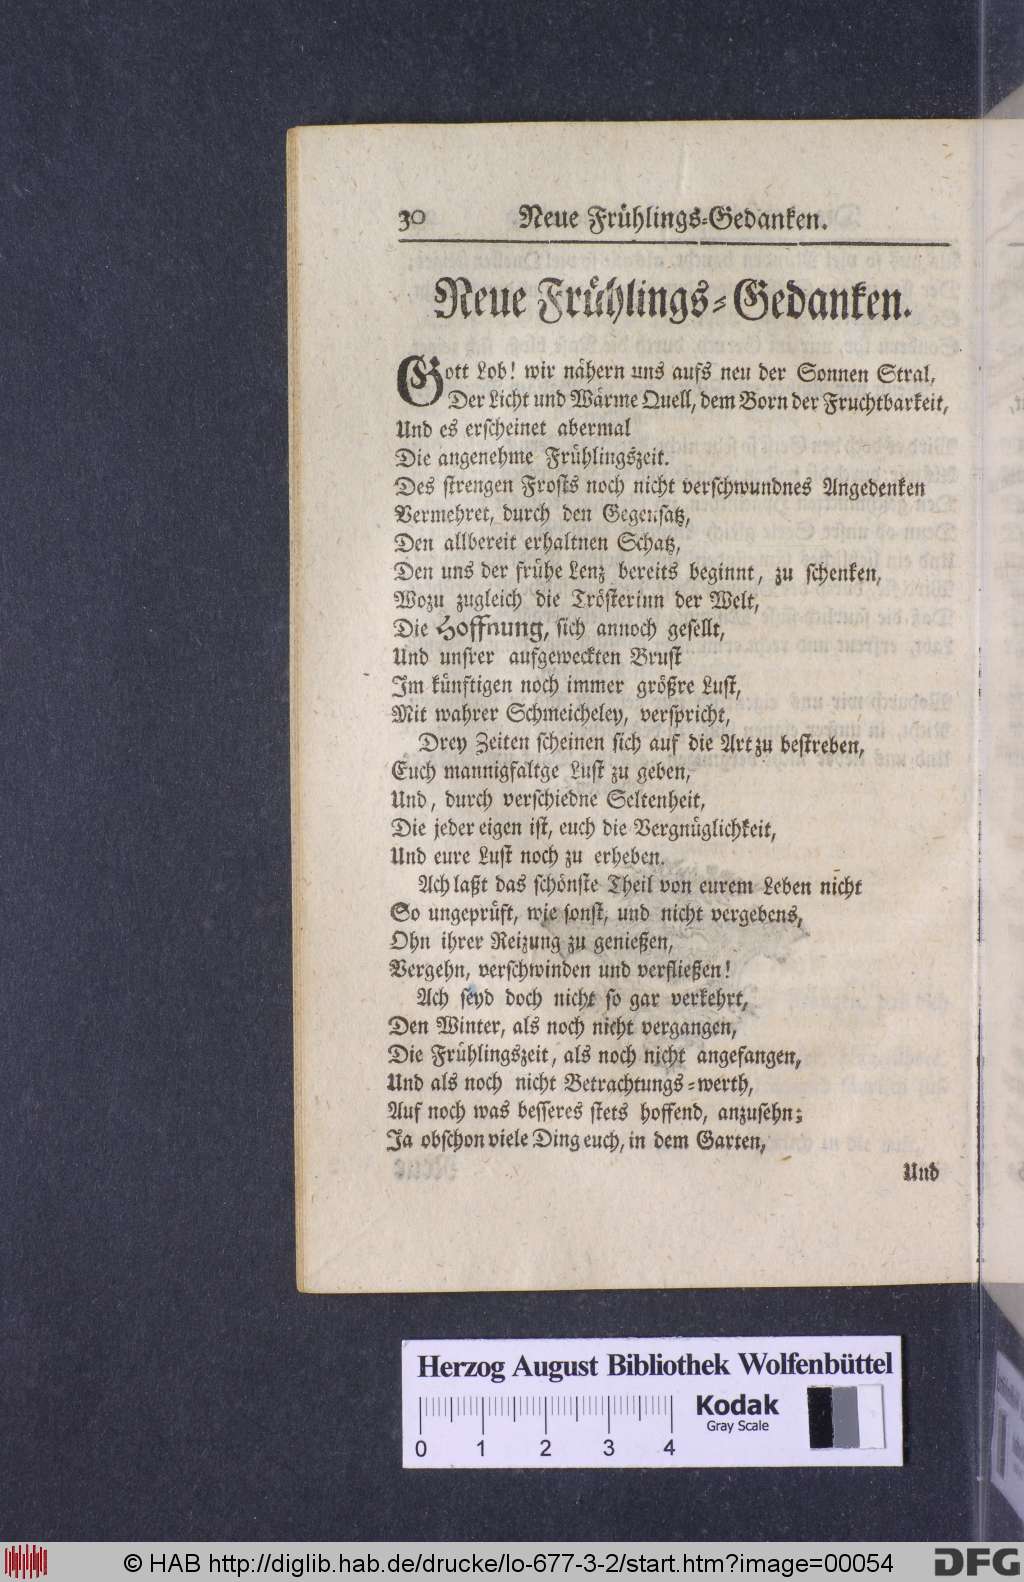 30 Neue Frühlings-Gedanken.
Neue Frühlings-Gedanken.
Gott Lob! wir nähern uns aufs neu der Sonnen Stral,
Der Licht und Wärme Quell, dem Born der Fruchtbarkeit,
Und es erscheinet abermal
Die angenehme Frühlingszeit.
Des strengen Frosts noch nicht verschwundnes Angedenken
Vermehret, durch den Gegensatz,
Den allbereit erhaltnen Schatz,
Den uns der frühe Lenz bereits beginnt, zu schenken,
Wozu zugleich die Trösterinn der Welt,
Die Hoffnung, sich annoch gesellt,
Und unsrer aufgeweckten Brust
Im künftigen noch immer größre Lust,
Mit wahrer Schmeicheley, verspricht,
Drey Zeiten scheinen sich auf die Art zu bestreben,
Euch mannigfaltge Lust zu geben,
Und, durch verschiedne Seltenheit,
Die jeder eigen ist, euch die Vergnüglichkeit,
Und eure Lust noch zu erheben.
Ach laßt das schönste Theil von eurem Leben nicht
So ungeprüft, wie sonst, und nicht vergebens,
Ohn ihrer Reizung zu genießen,
Vergehn, verschwinden und verfließen!
Ach seyd doch nicht so gar verkehrt,
Den Winter, als noch nicht vergangen,
Die Frühlingszeit, als noch nicht angefangen,
Und als noch nicht Betrachtungs-werth,
Auf noch was besseres stets hoffend, anzusehn;
Ja obschon viele Ding euch, in dem Garten,
Und
Herzog August Bibliothek Wolfenbüttel
Kodak
Gray Scale
0 1 2 3 4
© HAB http://diglib.hab.de/drucke/lo-677-3-2/start.htm?image=00054
DFG